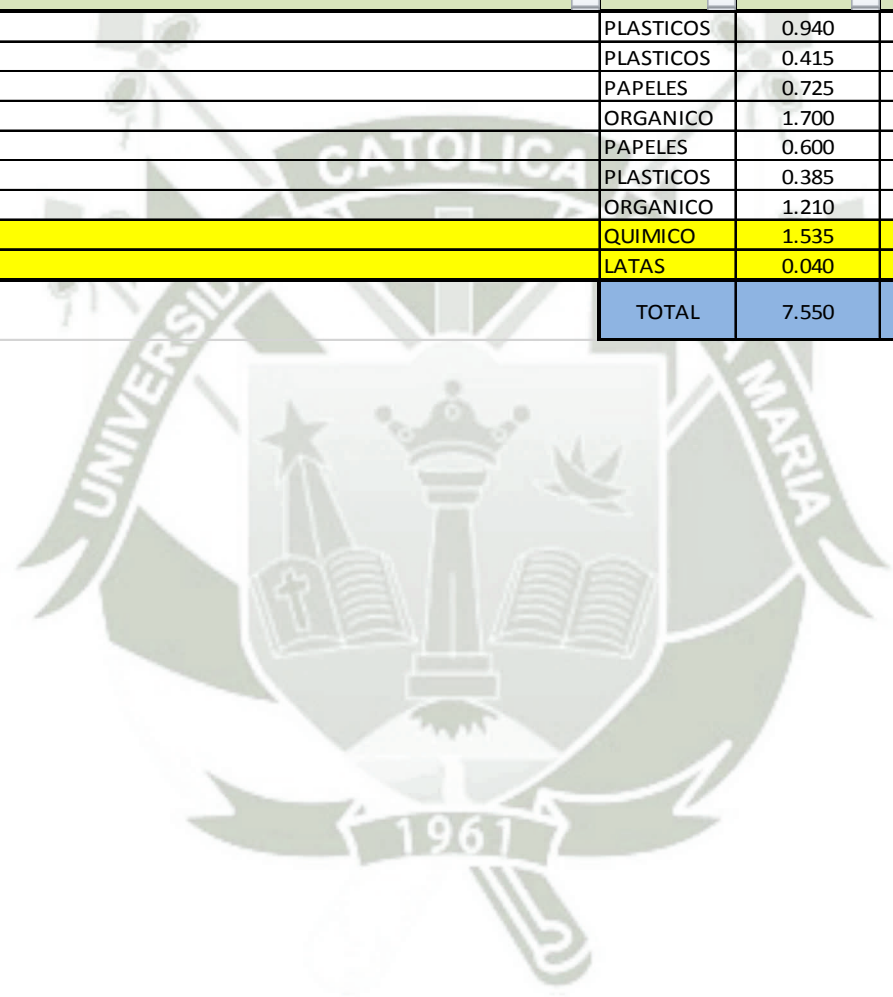 PLASTICOS 0.940
PLASTICOS 0.415
PAPELES 0.725
ORGANICO 1.700
PAPELES 0.600
PLASTICOS 0.385
ORGANICO 1.210
QUIMICO 1.535
LATAS 0.040
TOTAL 7.550
CATOLICA
MARIA
1961